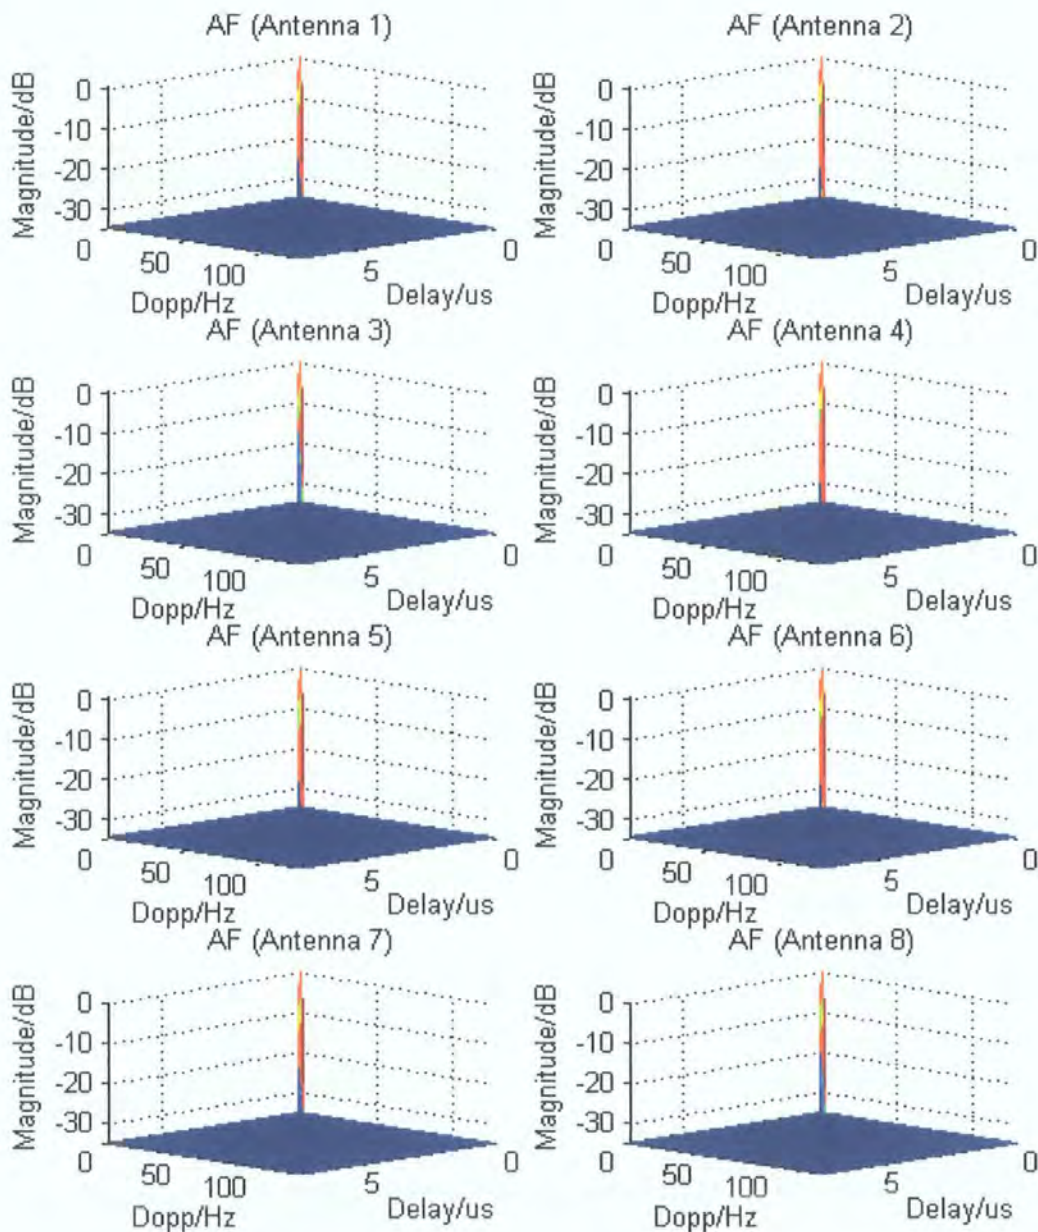 AF (Antenna 1)
Magnitude/dB
0
-10
-20
-30
0
50
100
Dopp/Hz
5
0
Delay/us
AF (Antenna 2)
Magnitude/dB
0
-10
-20
-30
0
50
100
Dopp/Hz
5
0
Delay/us
AF (Antenna 3)
Magnitude/dB
0
-10
-20
-30
0
50
100
Dopp/Hz
5
0
Delay/us
AF (Antenna 4)
Magnitude/dB
0
-10
-20
-30
0
50
100
Dopp/Hz
5
0
Delay/us
AF (Antenna 5)
Magnitude/dB
0
-10
-20
-30
0
50
100
Dopp/Hz
5
0
Delay/us
AF (Antenna 6)
Magnitude/dB
0
-10
-20
-30
0
50
100
Dopp/Hz
5
0
Delay/us
AF (Antenna 7)
Magnitude/dB
0
-10
-20
-30
0
50
100
Dopp/Hz
5
0
Delay/us
AF (Antenna 8)
Magnitude/dB
0
-10
-20
-30
0
50
100
Dopp/Hz
5
0
Delay/us